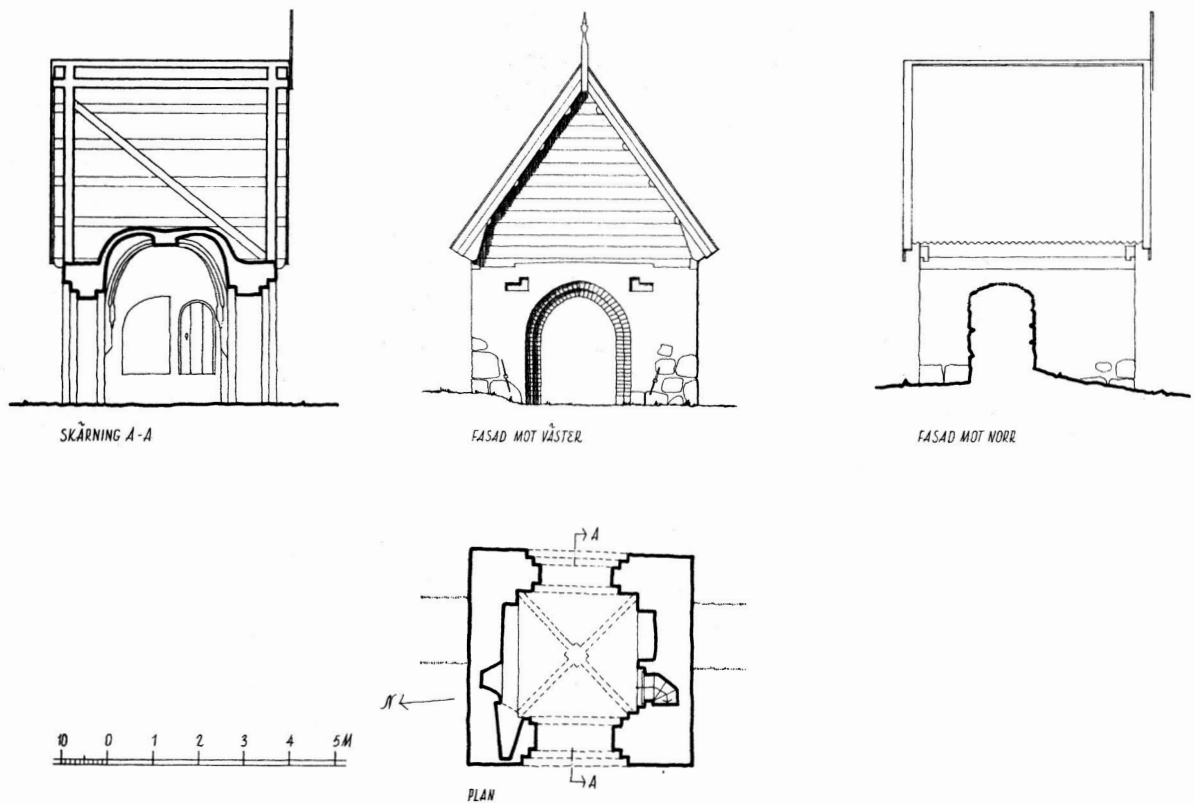 SKÄRNING A-A
FASAD MOT VÄSTER
FASAD MOT NORR
A
N
10 0 1 2 3 4 5M
A
PLAN